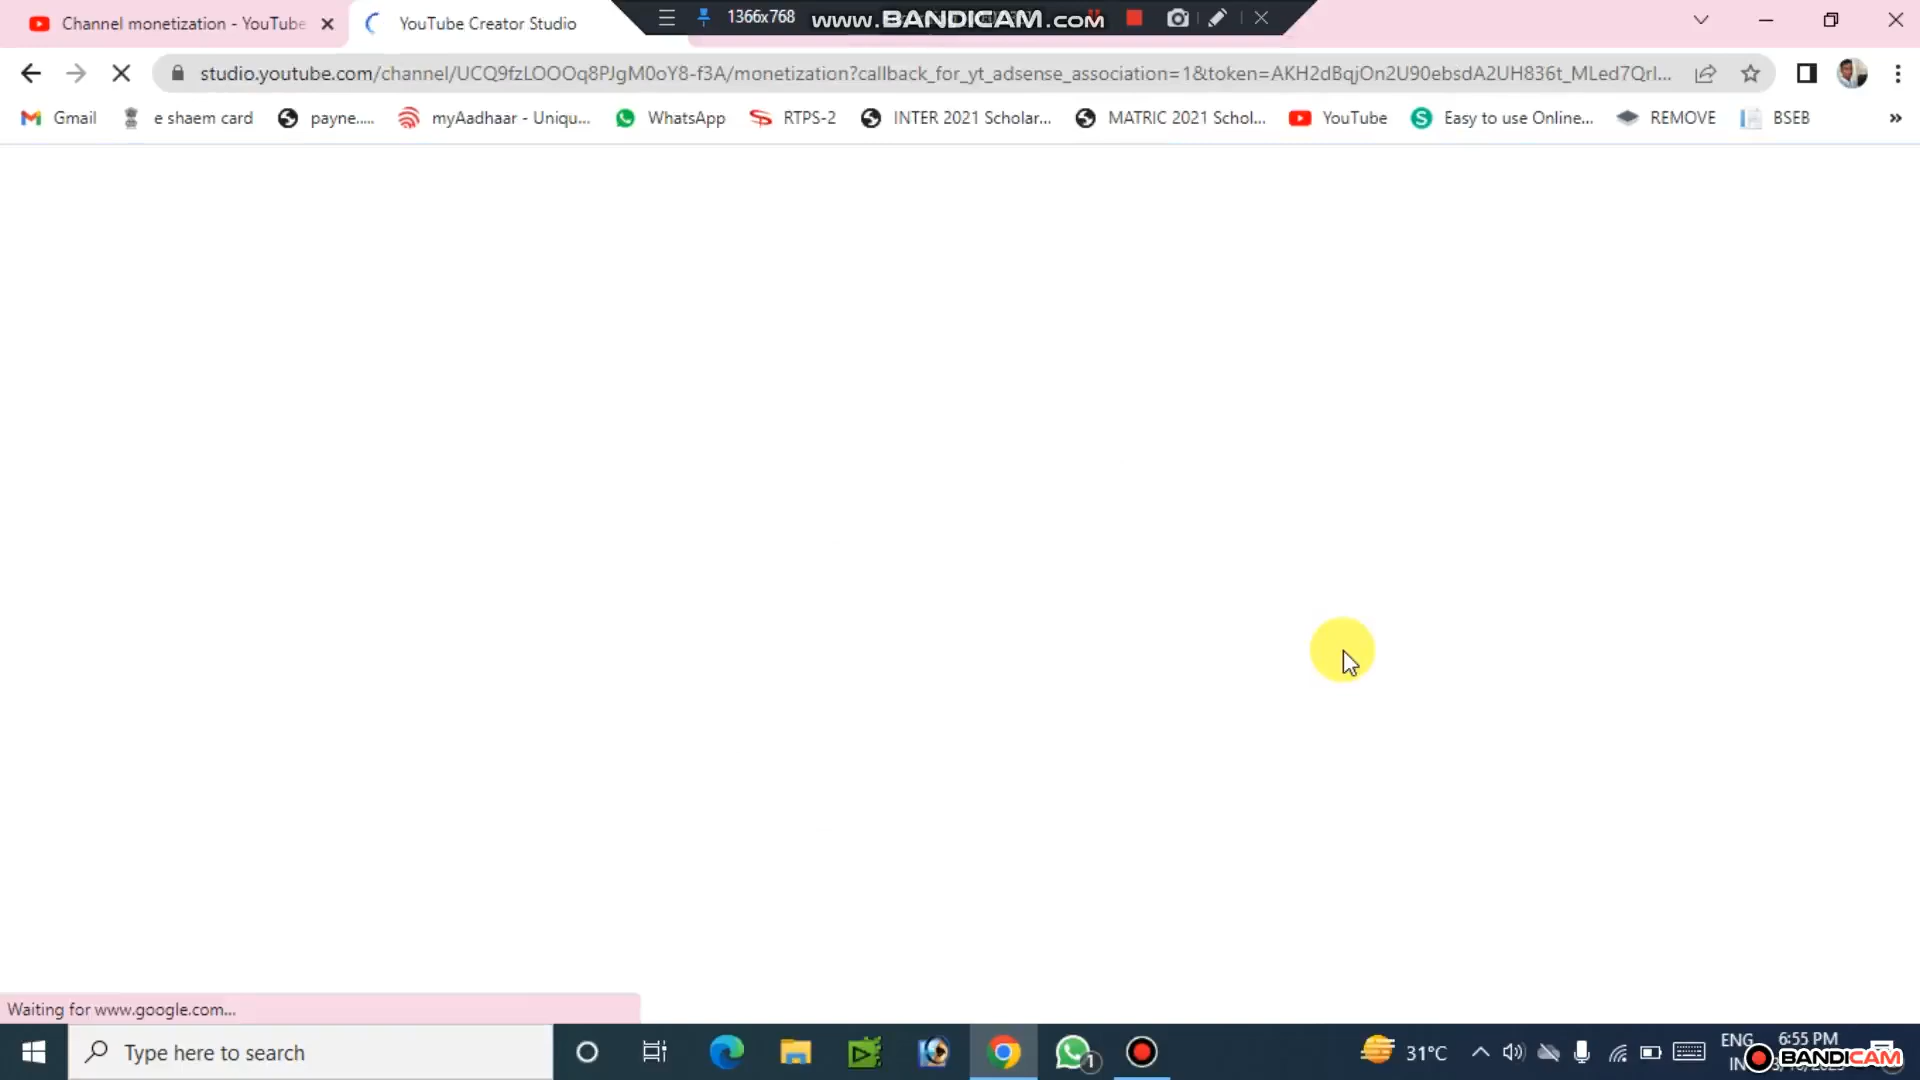 Channel monetization - YouTube
YouTube Creator Studio
1366x768
www.BANDICAM.com
studio.youtube.com/channel/UCQ9fzLOOOq8PJgM0oY8-f3A/monetization?callback_for_yt_adsense_association=1&token=AKH2dBqjOn2U90ebsdA2UH836t_MLed7QrI...
Gmail
e shaem card
payne.....
myAadhaar - Uniqu...
WhatsApp
RTPS-2
INTER 2021 Scholar...
MATRIC 2021 Schol...
YouTube
Easy to use Online...
REMOVE
BSEB
Waiting for www.google.com...
Type here to search
1
31°C
ENG
6:55 PM
BANDICAM